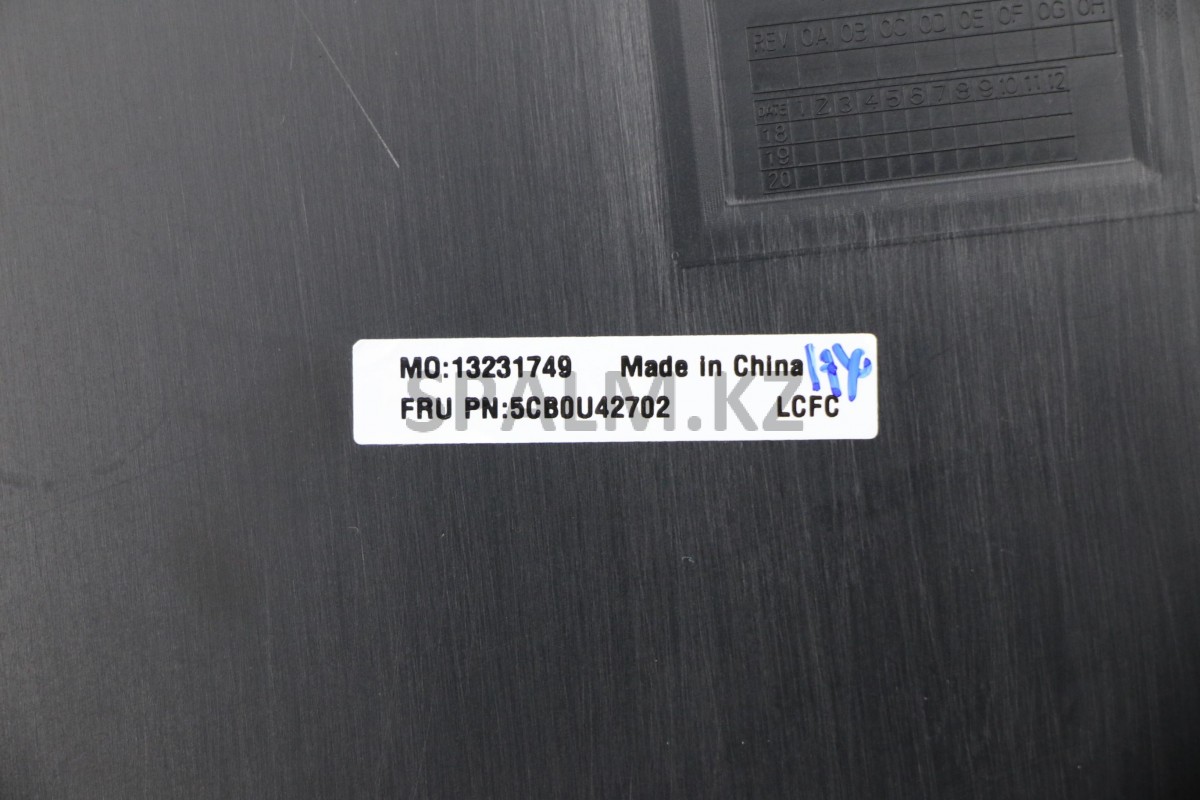 REV 0A 0B 0C 0D 0E 0F 0G 0H
DATE 1 2 3 4 5 6 7 8 9 10 11 12
18
19
20
MO:13231749 Made in China
FRU PN:5CB0U42702 LCFC
SPALM.KZ